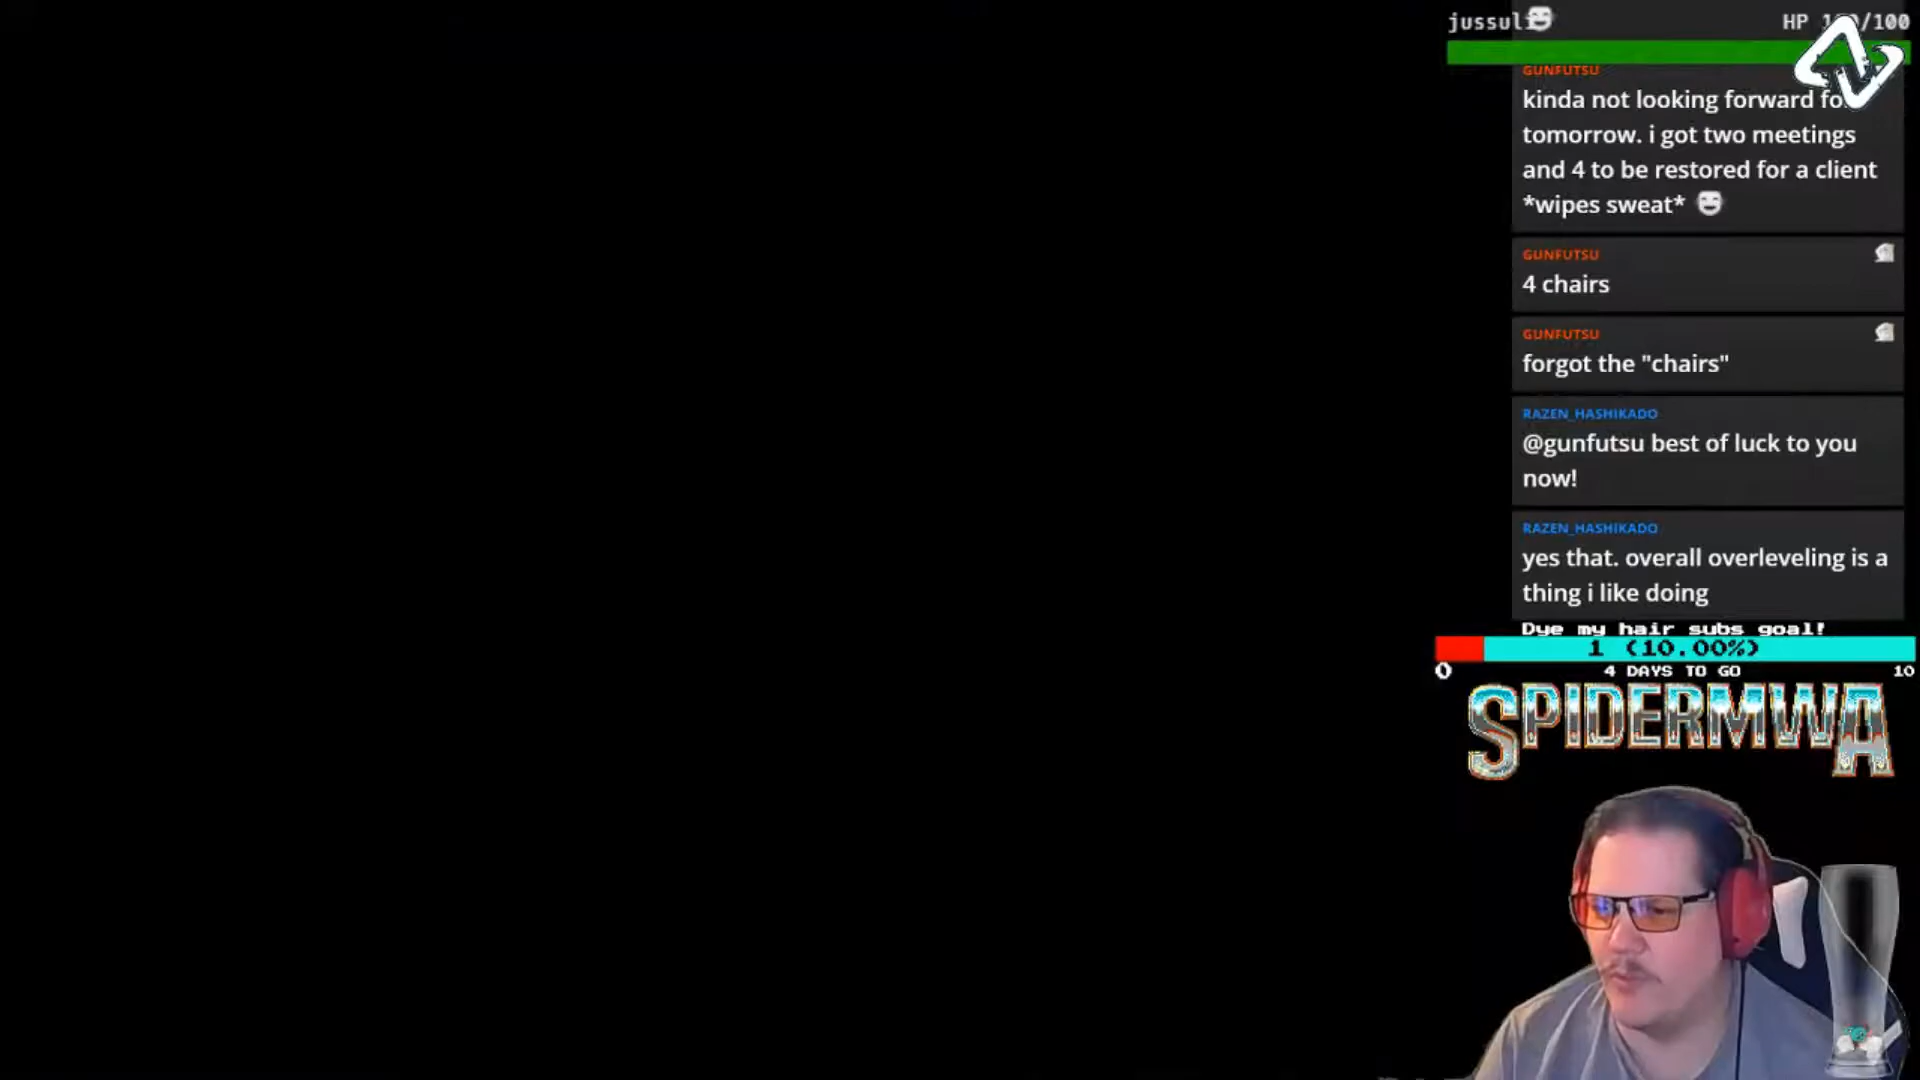 jussuli
HP 100/100
GUNFUTSU
kinda not looking forward for
tomorrow. i got two meetings
and 4 to be restored for a client
*wipes sweat*
GUNFUTSU
4 chairs
GUNFUTSU
forgot the "chairs"
RAZEN_HASHIKADO
@gunfutsu best of luck to you
now!
RAZEN_HASHIKADO
yes that. overall overleveling is a
thing i like doing
Dye my hair subs goal!
1 (10.00%)
0 4 DAYS TO GO 10
SPIDERMWA